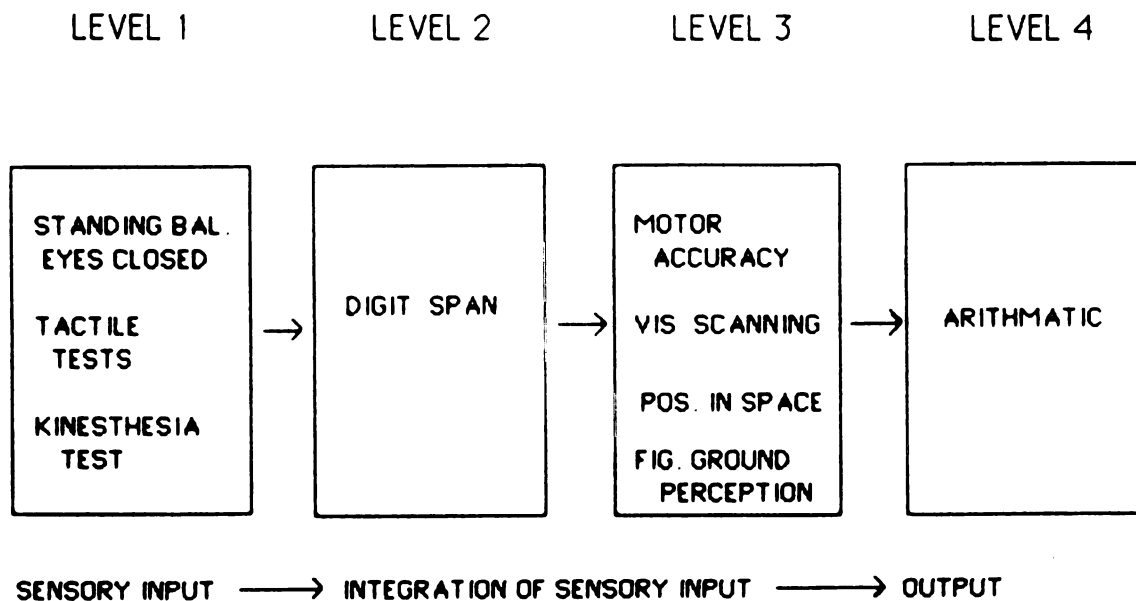 LEVEL 1
LEVEL 2
LEVEL 3
LEVEL 4
STANDING BAL.
EYES CLOSED
TACTILE
TESTS
KINESTHESIA
TEST
DIGIT SPAN
MOTOR
ACCURACY
VIS SCANNING
POS. IN SPACE
FIG. GROUND
PERCEPTION
ARITHMATIC
SENSORY INPUT → INTEGRATION OF SENSORY INPUT → OUTPUT